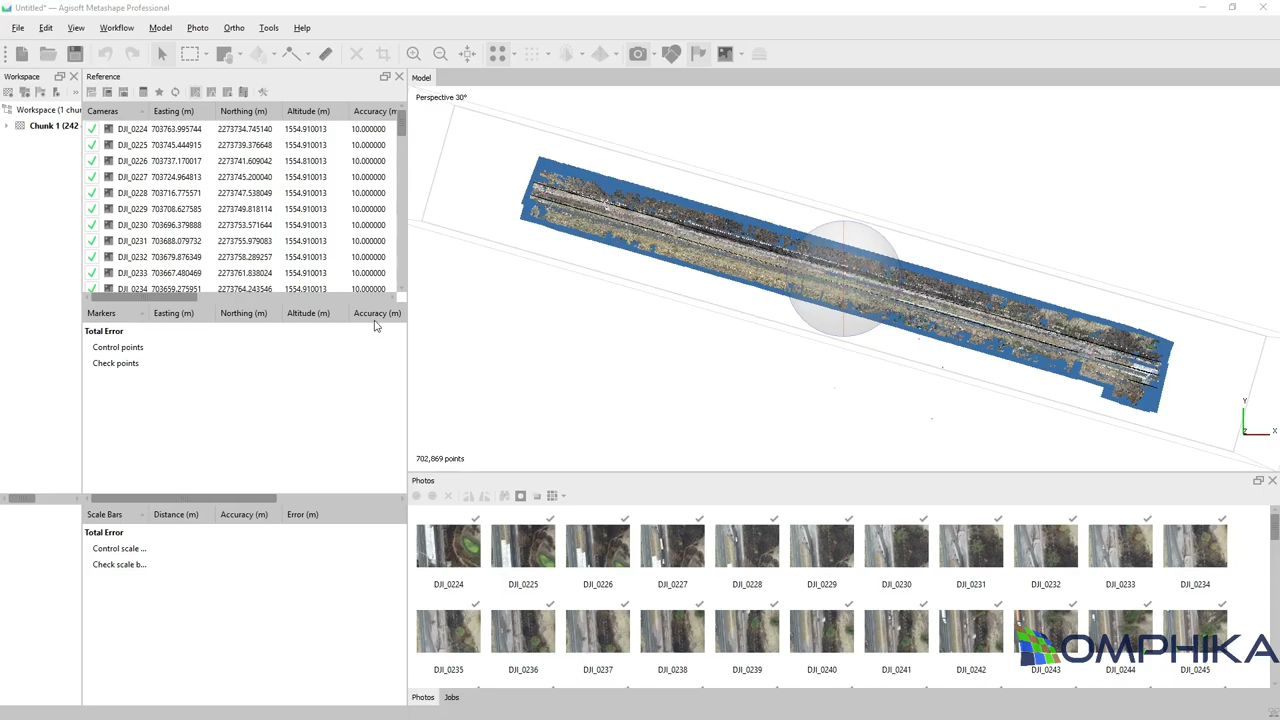 Untitled* — Agisoft Metashape Professional
File Edit View Workflow Model Photo Ortho Tools Help
Workspace
Reference
Model
Workspace (1 chun
Chunk 1 (242
Cameras Easting (m) Northing (m) Altitude (m) Accuracy (m
DJI_0224 703763.995744 2273734.745140 1554.910013 10.000000
DJI_0225 703745.444915 2273739.376648 1554.910013 10.000000
DJI_0226 703737.170017 2273741.609042 1554.810013 10.000000
DJI_0227 703724.964813 2273745.200040 1554.910013 10.000000
DJI_0228 703716.775571 2273747.538049 1554.910013 10.000000
DJI_0229 703708.627585 2273749.818114 1554.910013 10.000000
DJI_0230 703696.379888 2273753.571644 1554.910013 10.000000
DJI_0231 703688.079732 2273755.979083 1554.910013 10.000000
DJI_0232 703679.876349 2273758.289257 1554.910013 10.000000
DJI_0233 703667.480469 2273761.838024 1554.910013 10.000000
DJI_0234 703659.275951 2273764.243546 1554.910013 10.000000
Markers Easting (m) Northing (m) Altitude (m) Accuracy (m)
Total Error
Control points
Check points
Scale Bars Distance (m) Accuracy (m) Error (m)
Total Error
Control scale ...
Check scale b...
Perspective 30°
Y
Z
X
702,869 points
Photos
DJI_0224 DJI_0225 DJI_0226 DJI_0227 DJI_0228 DJI_0229 DJI_0230 DJI_0231 DJI_0232 DJI_0233 DJI_0234
DJI_0235 DJI_0236 DJI_0237 DJI_0238 DJI_0239 DJI_0240 DJI_0241 DJI_0242 DJI_0243 DJI_0244 DJI_0245
OMPHIKA
Photos Jobs